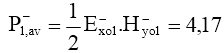 P⁻₁,ₐᵥ = 1/2 E⁻ₓₒ₁.H⁻ᵧₒ₁ = 4,17